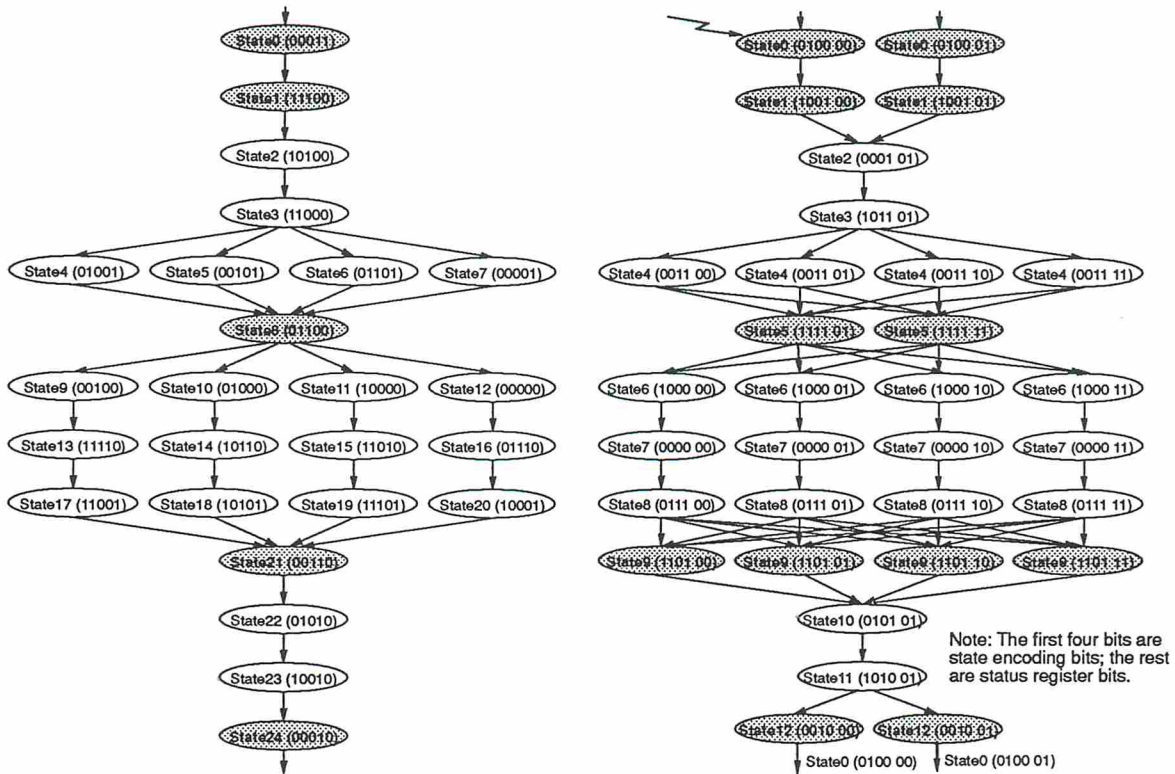 State0 (00011)
State1 (11100)
State2 (10100)
State3 (11000)
State4 (01001) State5 (00101) State6 (01101) State7 (00001)
State8 (01100)
State9 (00100) State10 (01000) State11 (10000) State12 (00000)
State13 (11110) State14 (10110) State15 (11010) State16 (01110)
State17 (11001) State18 (10101) State19 (11101) State20 (10001)
State21 (00110)
State22 (01010)
State23 (10010)
State24 (00010)
State0 (0100 00) State0 (0100 01)
State1 (1001 00) State1 (1001 01)
State2 (0001 01)
State3 (1011 01)
State4 (0011 00) State4 (0011 01) State4 (0011 10) State4 (0011 11)
State5 (1111 01) State5 (1111 11)
State6 (1000 00) State6 (1000 01) State6 (1000 10) State6 (1000 11)
State7 (0000 00) State7 (0000 01) State7 (0000 10) State7 (0000 11)
State8 (0111 00) State8 (0111 01) State8 (0111 10) State8 (0111 11)
State9 (1101 00) State9 (1101 01) State9 (1101 10) State9 (1101 11)
State10 (0101 01)
State11 (1010 01)
State12 (0010 00) State12 (0010 01)
State0 (0100 00) State0 (0100 01)
Note: The first four bits are
state encoding bits; the rest
are status register bits.